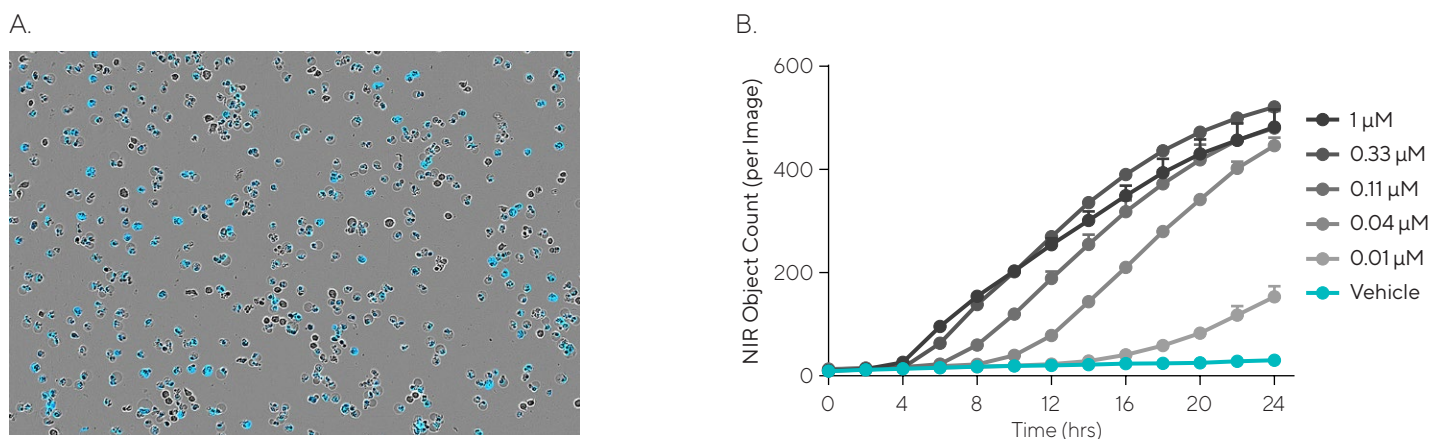 A.
B.
NIR Object Count (per Image)
600
400
200
0
0 4 8 12 16 20 24
Time (hrs)
1 µM
0.33 µM
0.11 µM
0.04 µM
0.01 µM
Vehicle